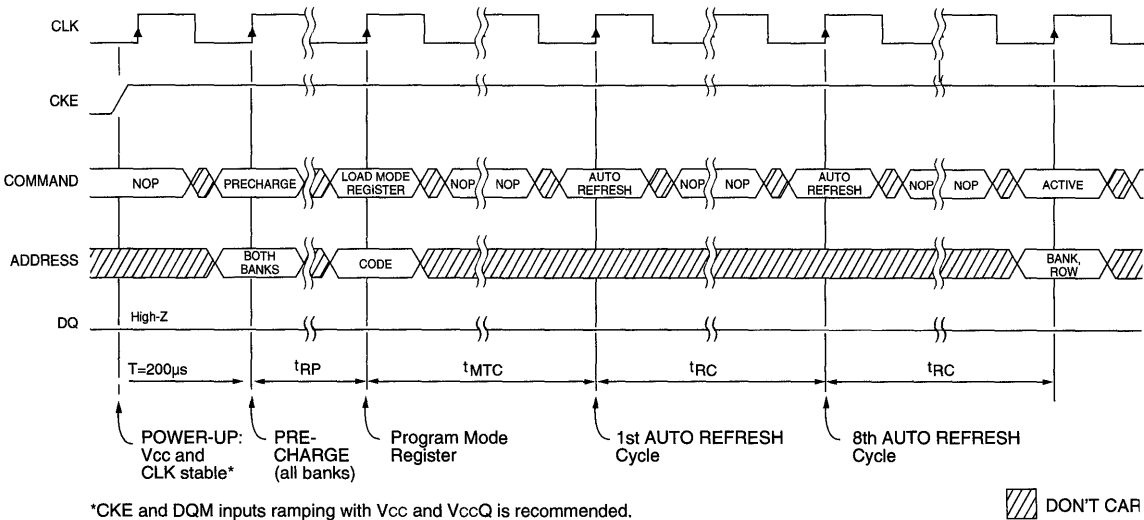 CLK
CKE
COMMAND
NOP
PRECHARGE
LOAD MODE
REGISTER
NOP
NOP
AUTO
REFRESH
NOP
NOP
AUTO
REFRESH
NOP
NOP
ACTIVE
ADDRESS
BOTH
BANKS
CODE
BANK,
ROW
DQ
High-Z
T=200µs
tRP
tMTC
tRC
tRC
POWER-UP:
Vcc and
CLK stable*
PRE-
CHARGE
(all banks)
Program Mode
Register
1st AUTO REFRESH
Cycle
8th AUTO REFRESH
Cycle
*CKE and DQM inputs ramping with Vcc and VccQ is recommended.
DON'T CAR